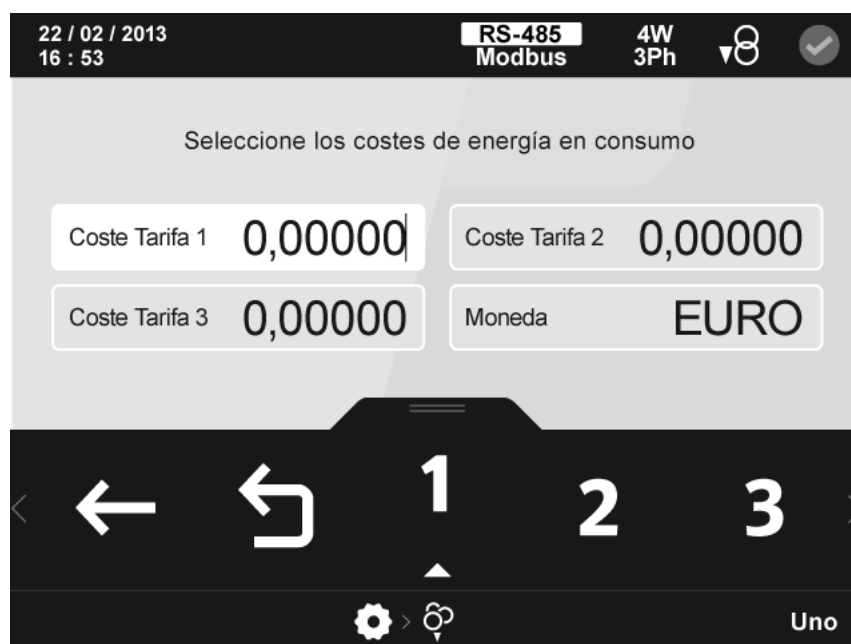 22 / 02 / 2013
16 : 53
RS-485
Modbus
4W
3Ph
Seleccione los costes de energía en consumo
Coste Tarifa 1 0,00000
Coste Tarifa 2 0,00000
Coste Tarifa 3 0,00000
Moneda EURO
1 2 3
Uno